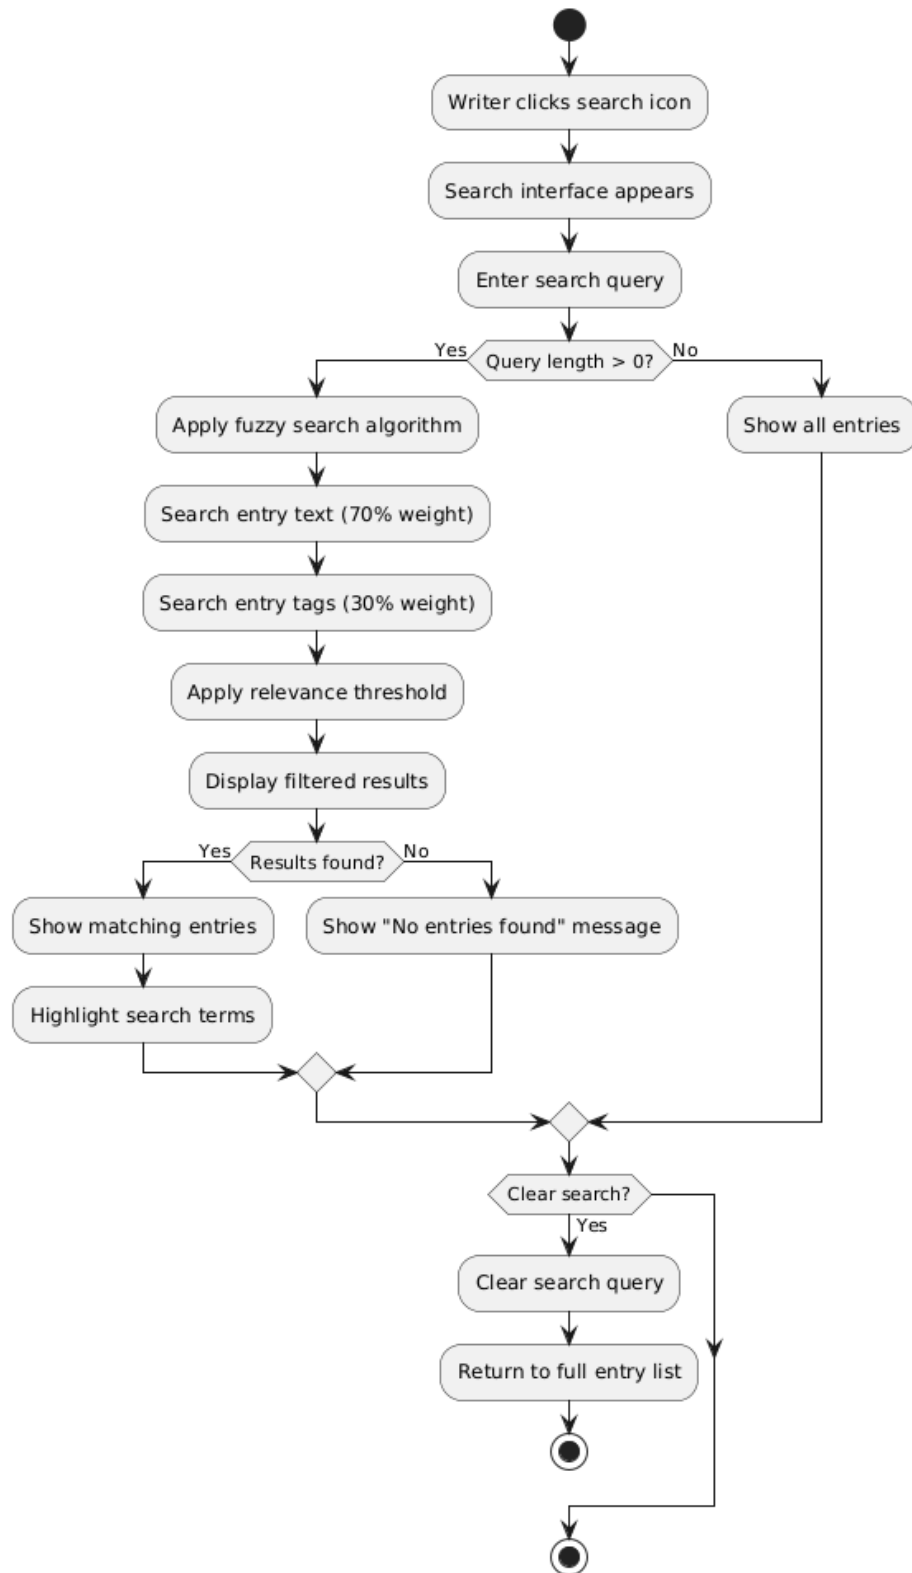 Writer clicks search icon
Search interface appears
Enter search query
Yes
Query length > 0?
No
Apply fuzzy search algorithm
Show all entries
Search entry text (70% weight)
Search entry tags (30% weight)
Apply relevance threshold
Display filtered results
Yes
Results found?
No
Show matching entries
Show "No entries found" message
Highlight search terms
Clear search?
Yes
Clear search query
Return to full entry list